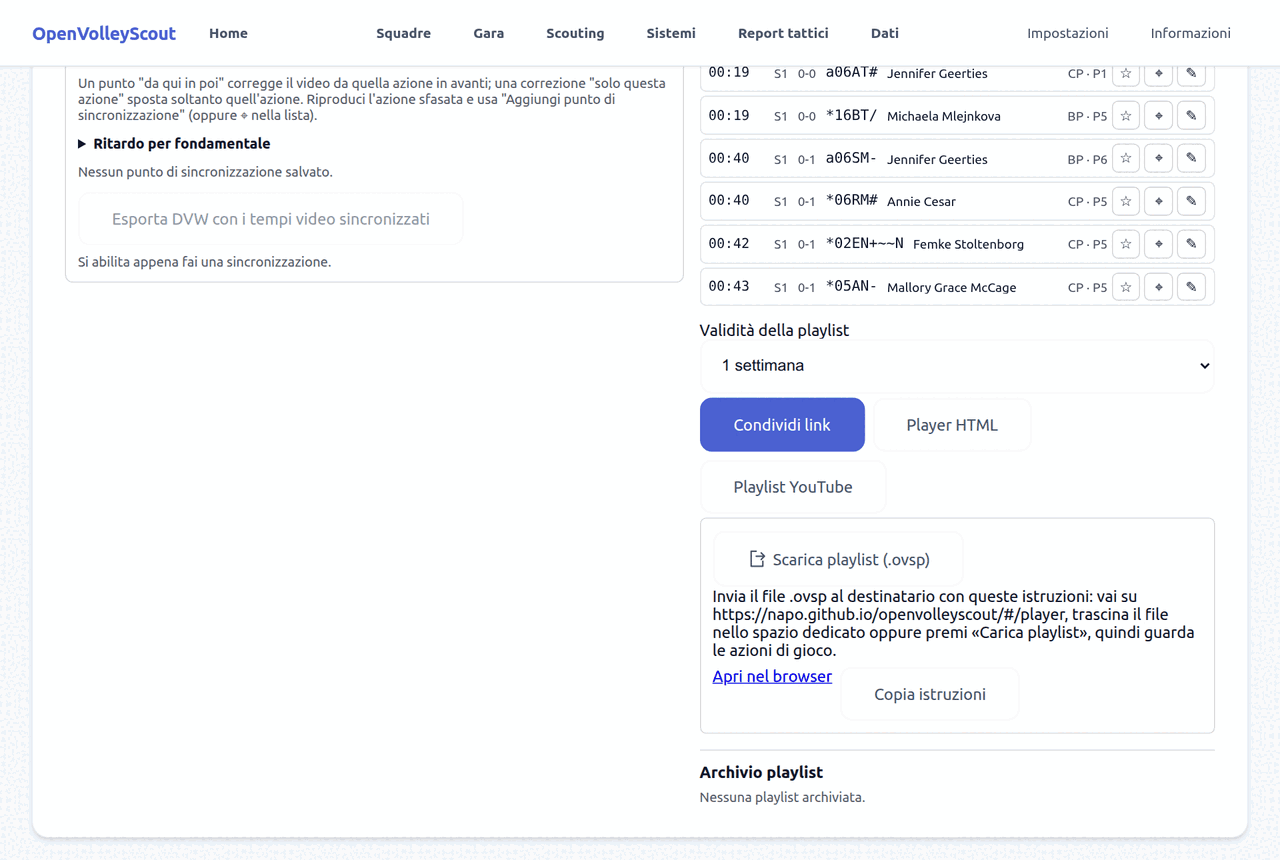 OpenVolleyScout Home Squadre Gara Scouting Sistemi Report tattici Dati Impostazioni Informazioni
Un punto "da qui in poi" corregge il video da quella azione in avanti; una correzione "solo questa
azione" sposta soltanto quell'azione. Riproduci l'azione sfasata e usa "Aggiungi punto di
sincronizzazione" (oppure ⌖ nella lista).
▶ Ritardo per fondamentale
Nessun punto di sincronizzazione salvato.
Esporta DVW con i tempi video sincronizzati
Si abilita appena fai una sincronizzazione.
00:19 S1 0-0 a06AT# Jennifer Geerties CP · P1 ☆ ⌖ ✎
00:19 S1 0-0 *16BT/ Michaela Mlejnkova BP · P5 ☆ ⌖ ✎
00:40 S1 0-1 a06SM- Jennifer Geerties BP · P6 ☆ ⌖ ✎
00:40 S1 0-1 *06RM# Annie Cesar CP · P5 ☆ ⌖ ✎
00:42 S1 0-1 *02EN+~~N Femke Stoltenborg CP · P5 ☆ ⌖ ✎
00:43 S1 0-1 *05AN- Mallory Grace McCage CP · P5 ☆ ⌖ ✎
Validità della playlist
1 settimana
Condividi link Player HTML
Playlist YouTube
Scarica playlist (.ovsp)
Invia il file .ovsp al destinatario con queste istruzioni: vai su
https://napo.github.io/openvolleyscout/#/player, trascina il file
nello spazio dedicato oppure premi «Carica playlist», quindi guarda
le azioni di gioco.
Apri nel browser Copia istruzioni
Archivio playlist
Nessuna playlist archiviata.